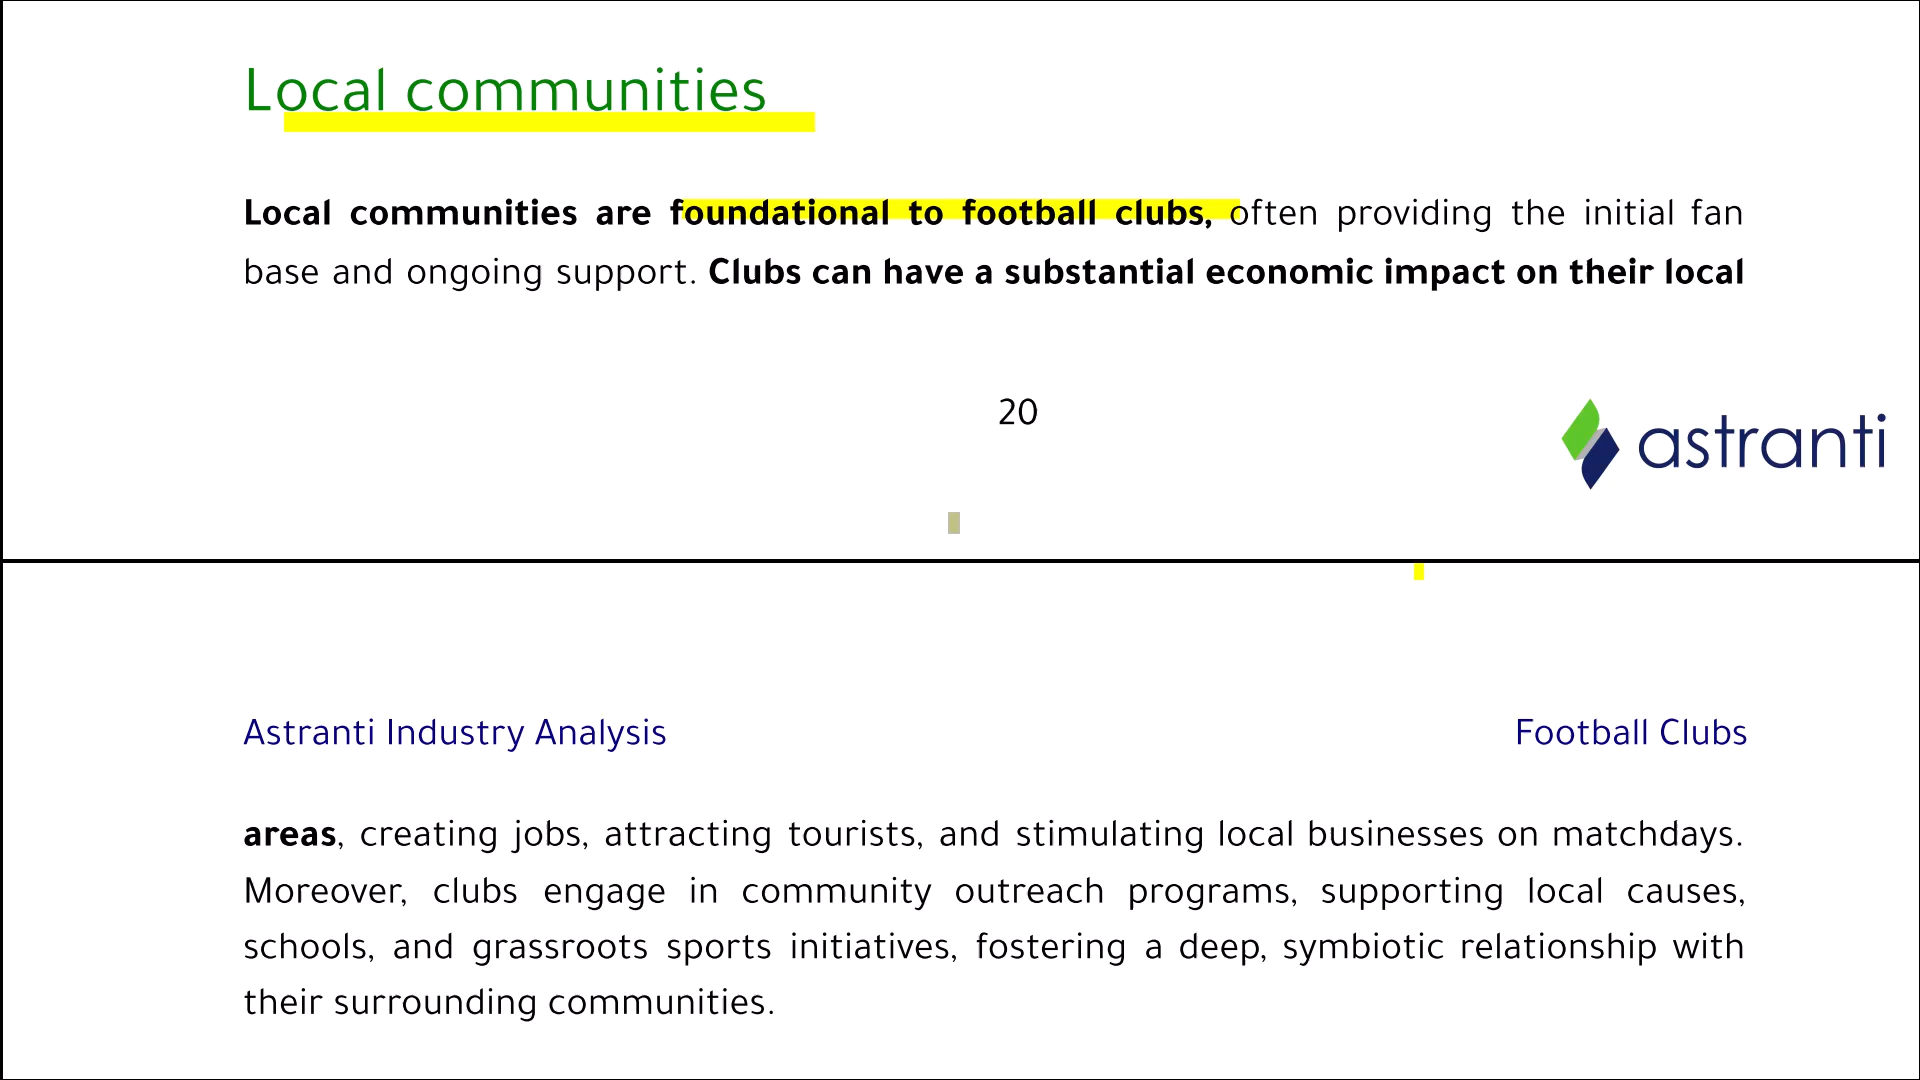 Local communities
Local communities are foundational to football clubs, often providing the initial fan
base and ongoing support. Clubs can have a substantial economic impact on their local
20
astranti
Astranti Industry Analysis
Football Clubs
areas, creating jobs, attracting tourists, and stimulating local businesses on matchdays.
Moreover, clubs engage in community outreach programs, supporting local causes,
schools, and grassroots sports initiatives, fostering a deep, symbiotic relationship with
their surrounding communities.